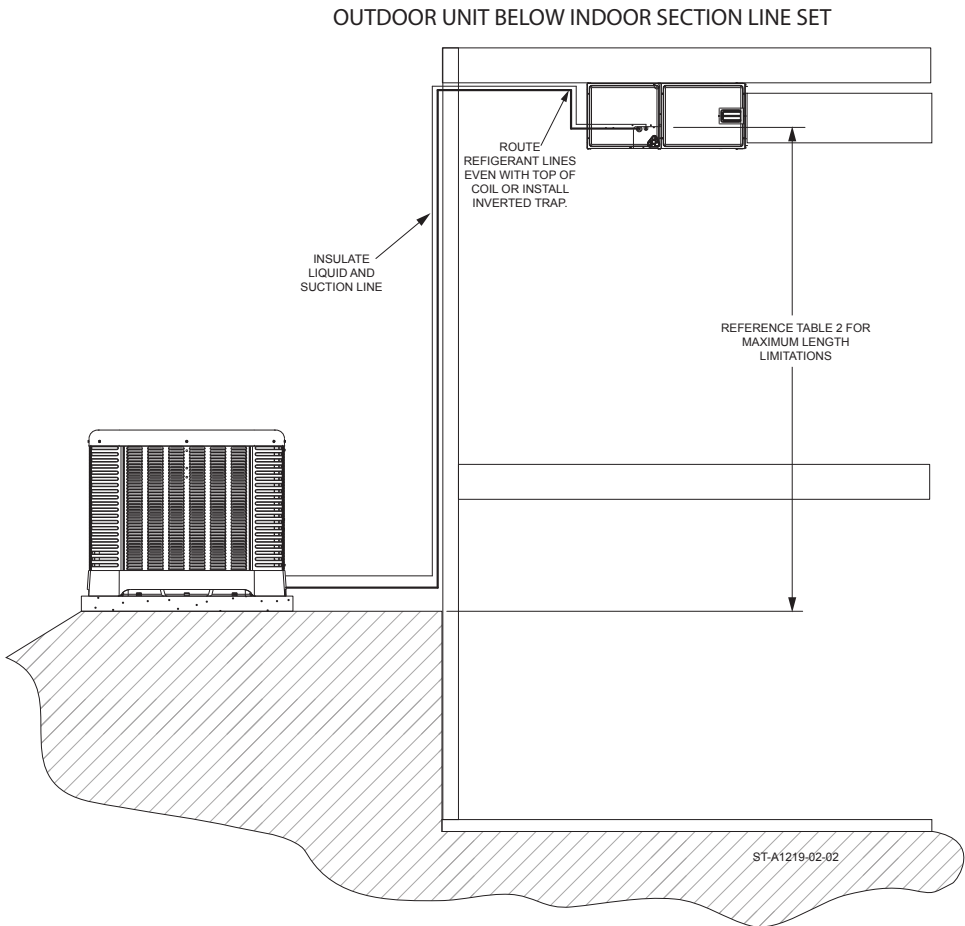 OUTDOOR UNIT BELOW INDOOR SECTION LINE SET
ROUTE
REFIGERANT LINES
EVEN WITH TOP OF
COIL OR INSTALL
INVERTED TRAP.
INSULATE
LIQUID AND
SUCTION LINE
REFERENCE TABLE 2 FOR
MAXIMUM LENGTH
LIMITATIONS
ST-A1219-02-02